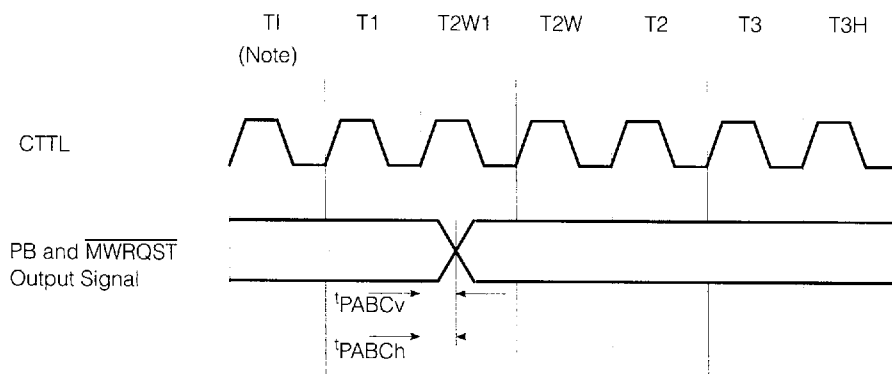 TI T1 T2W1 T2W T2 T3 T3H
(Note)
CTTL
PB and MWRQST
Output Signal
tPABCv
tPABCh